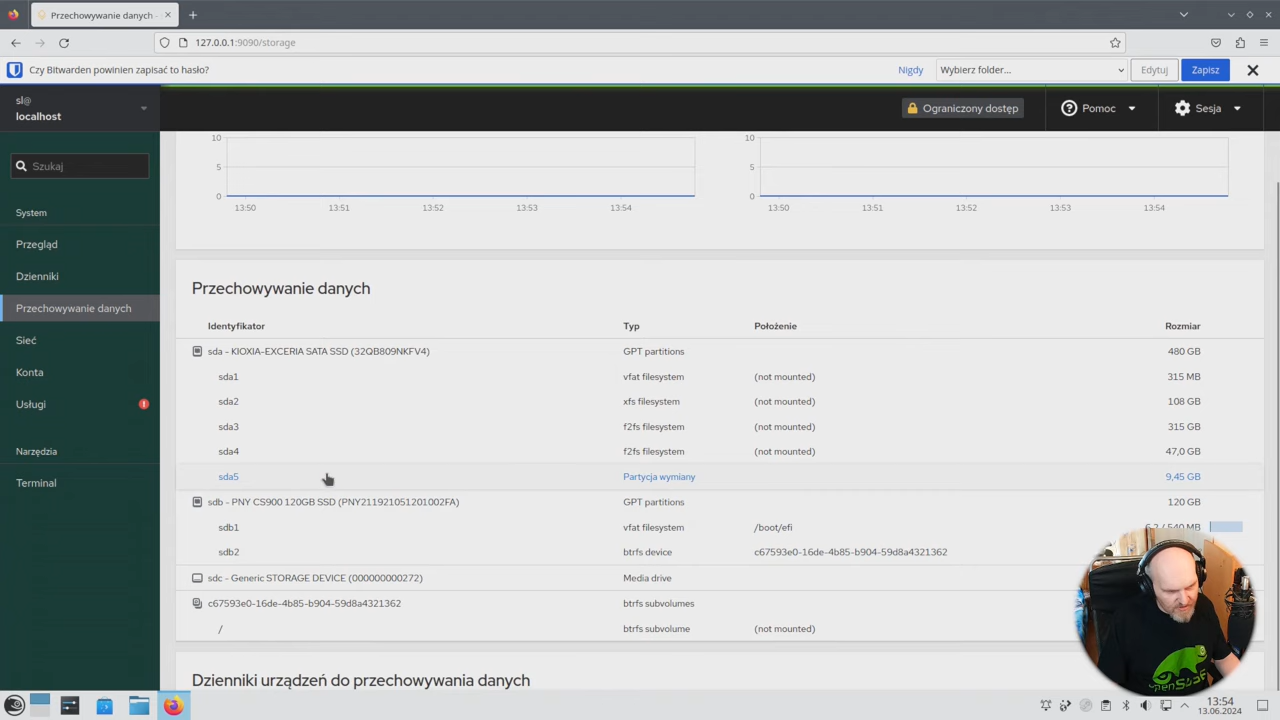 Przechowywanie danych
127.0.0.1:9090/storage
Czy Bitwarden powinien zapisać to hasło?
Nigdy
Wybierz folder...
Edytuj
Zapisz
sl@
localhost
Ograniczony dostęp
Pomoc
Sesja
Szukaj
System
Przegląd
Dzienniki
Przechowywanie danych
Sieć
Konta
Usługi
Narzędzia
Terminal
10
5
0
13:50 13:51 13:52 13:53 13:54
10
5
0
13:50 13:51 13:52 13:53 13:54
Przechowywanie danych
Identyfikator Typ Położenie Rozmiar
sda - KIOXIA-EXCERIA SATA SSD (32QB809NKFV4) GPT partitions 480 GB
sda1 vfat filesystem (not mounted) 315 MB
sda2 xfs filesystem (not mounted) 108 GB
sda3 f2fs filesystem (not mounted) 315 GB
sda4 f2fs filesystem (not mounted) 47,0 GB
sda5 Partycja wymiany 9,45 GB
sdb - PNY CS900 120GB SSD (PNY211921051201002FA) GPT partitions 120 GB
sdb1 vfat filesystem /boot/efi 6,2 / 540 MB
sdb2 btrfs device c67593e0-16de-4b85-b904-59d8a4321362
sdc - Generic STORAGE DEVICE (000000000272) Media drive
c67593e0-16de-4b85-b904-59d8a4321362 btrfs subvolumes
/ btrfs subvolume (not mounted)
Dzienniki urządzeń do przechowywania danych
openSUSE
13:54
13.06.2024